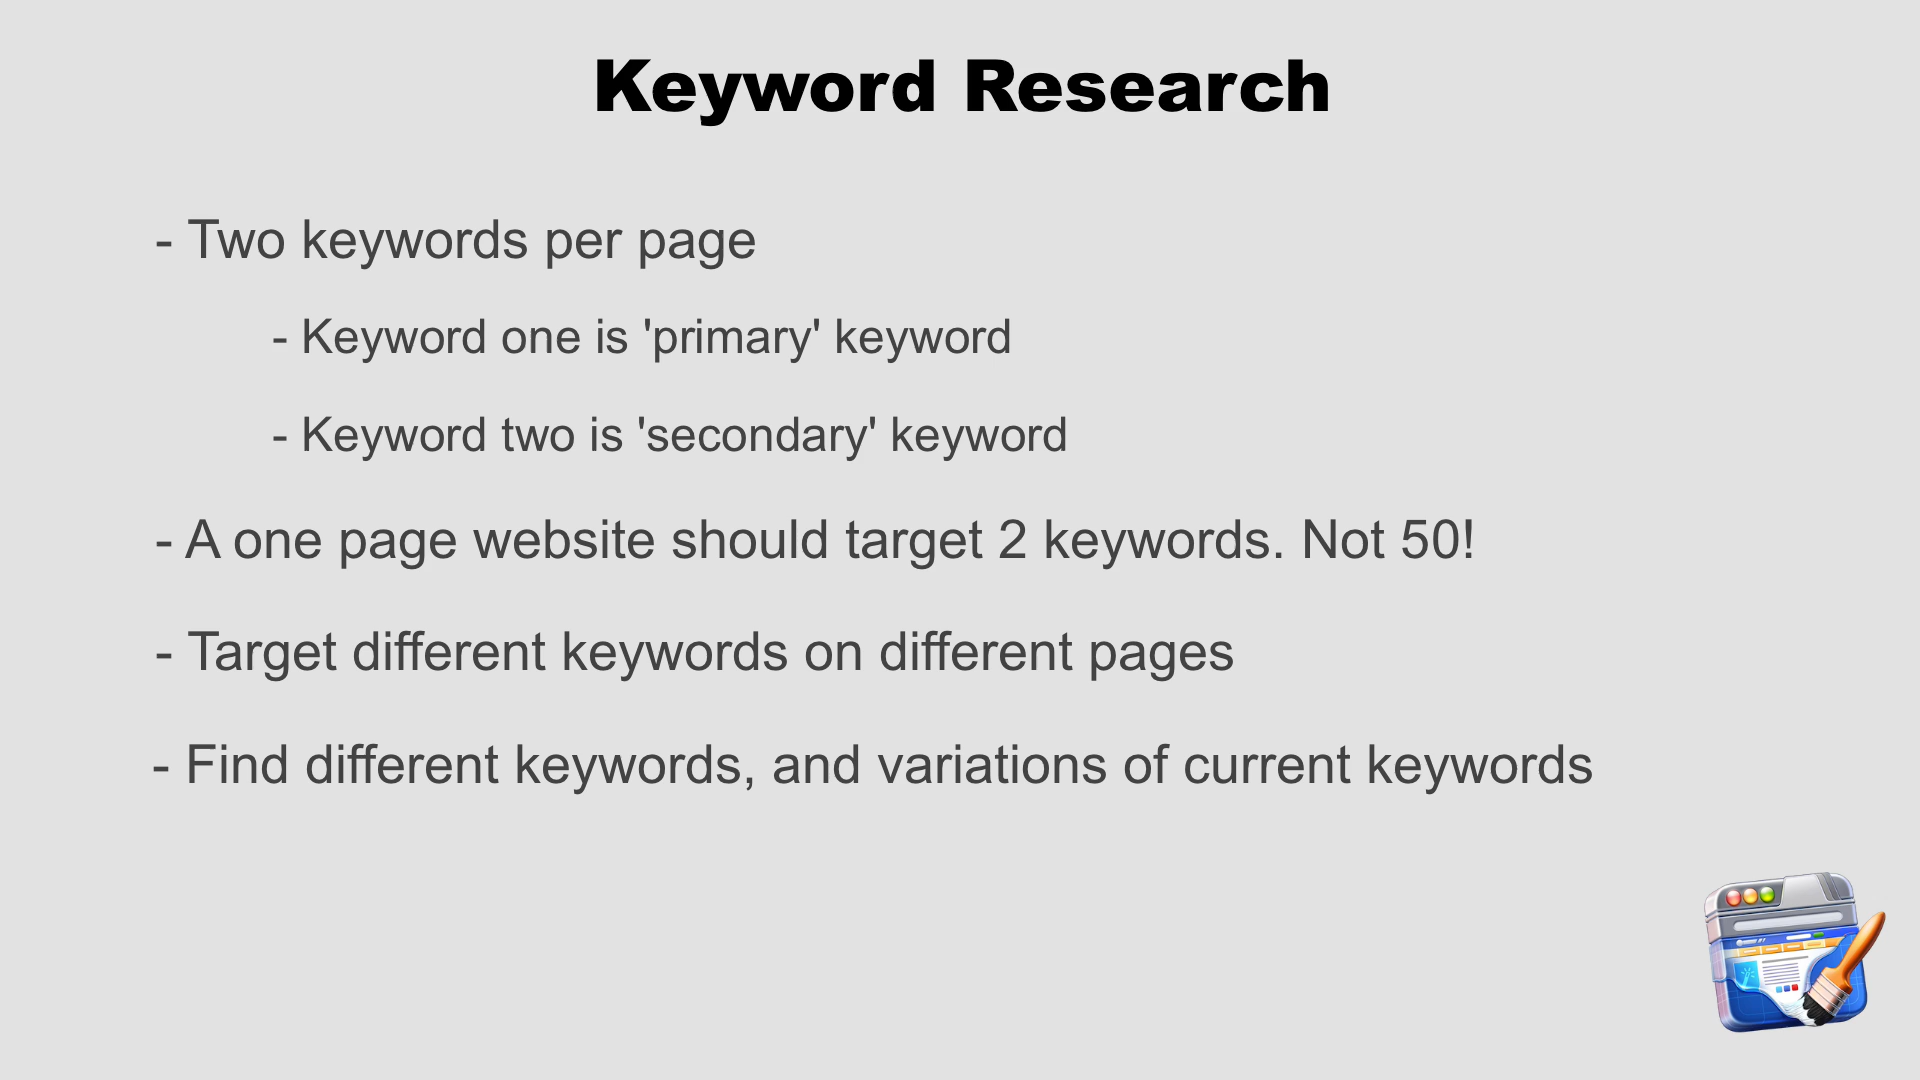 Keyword Research
- Two keywords per page
- Keyword one is 'primary' keyword
- Keyword two is 'secondary' keyword
- A one page website should target 2 keywords. Not 50!
- Target different keywords on different pages
- Find different keywords, and variations of current keywords